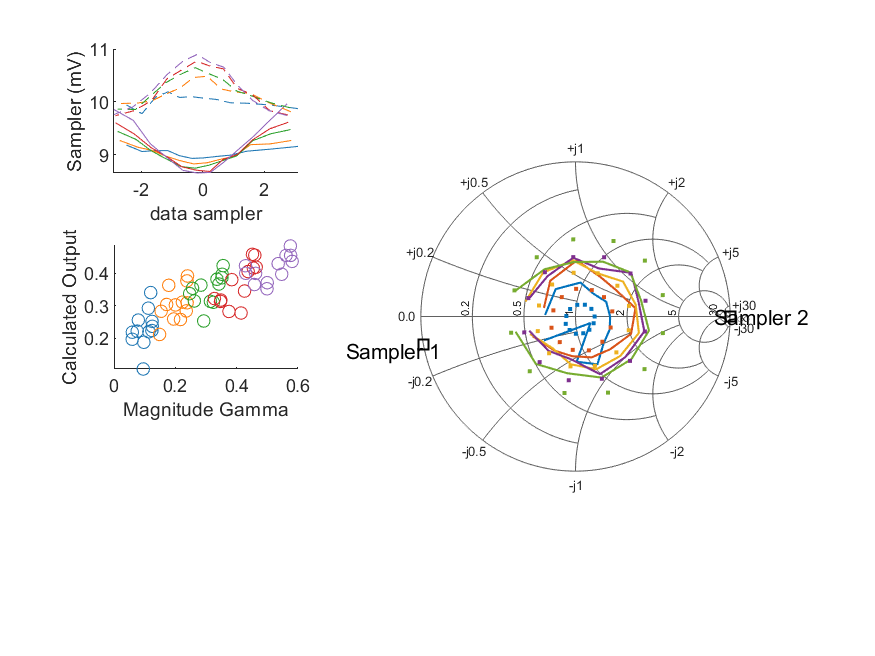 11
10
9
Sampler (mV)
-2
0
2
data sampler
Calculated Output
0.4
0.3
0.2
0
0.2
0.4
0.6
Magnitude Gamma
+j1
+j0.5
+j2
+j0.2
+j5
0.0
0.2
0.5
1
2
5
30
+j30
-j30
Sampler 1
Sampler 2
-j0.2
-j5
-j0.5
-j2
-j1